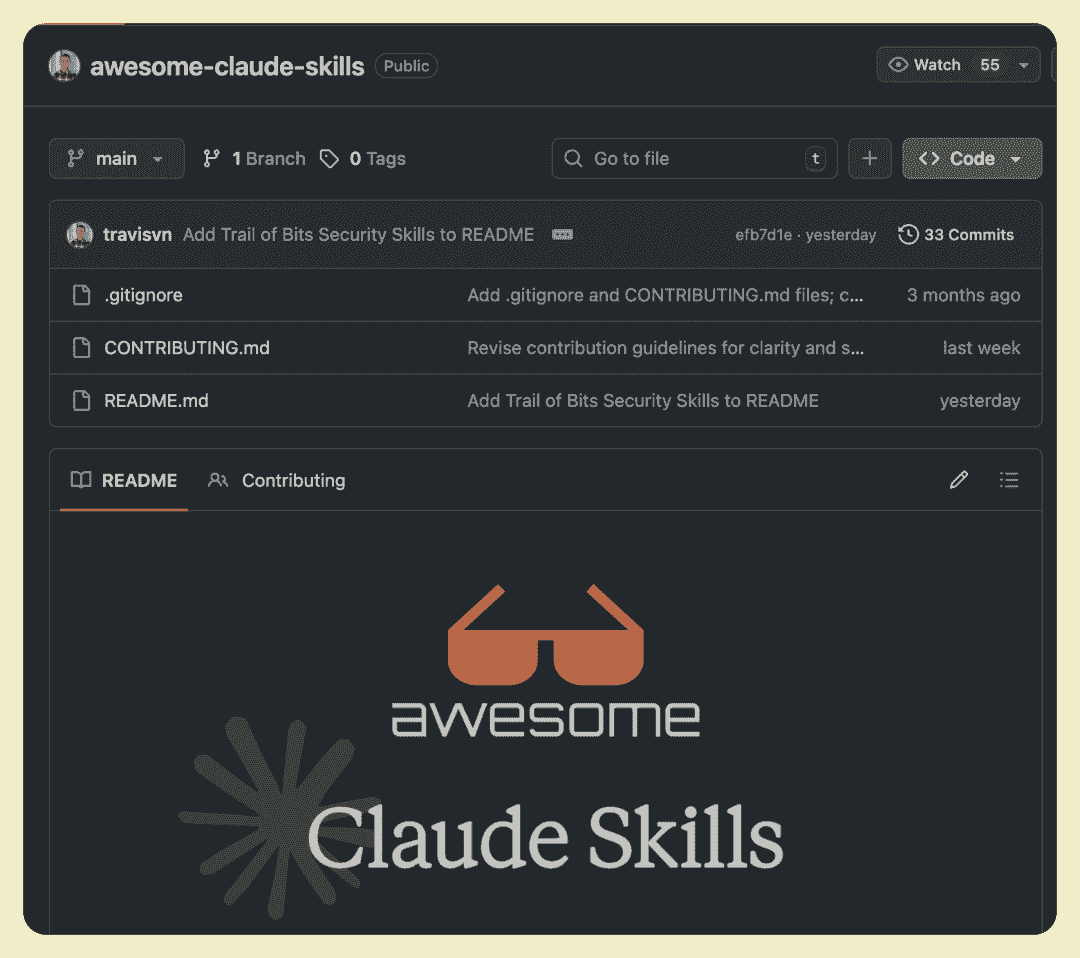 awesome-claude-skills Public Watch 55
main 1 Branch 0 Tags Go to file t + Code
travisvn Add Trail of Bits Security Skills to README efb7d1e · yesterday 33 Commits
.gitignore Add .gitignore and CONTRIBUTING.md files; c... 3 months ago
CONTRIBUTING.md Revise contribution guidelines for clarity and s... last week
README.md Add Trail of Bits Security Skills to README yesterday
README Contributing
awesome
Claude Skills